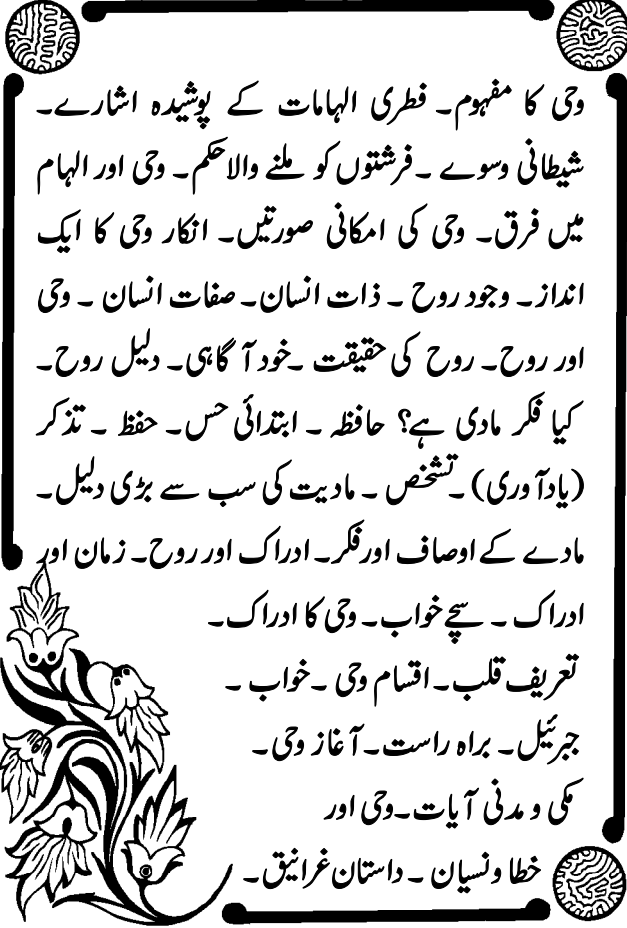 وحی کا مفہوم۔ فطری الہامات کے پوشیدہ اشارے۔
شیطانی وسوے ۔ فرشتوں کو ملنے والا حکم۔ وحی اور الہام
میں فرق۔ وحی کی امکانی صورتیں۔ انکار وحی کا ایک
انداز۔ وجود روح ۔ ذات انسان۔ صفات انسان ۔ وحی
اور روح۔ روح کی حقیقت ۔خود آگاہی۔ دلیل روح۔
کیا فکر مادی ہے؟ حافظہ ۔ ابتدائی حس۔ حفظ ۔ تذکر
(یادآوری)۔ تشخص ۔ مادیت کی سب سے بڑی دلیل۔
مادے کے اوصاف اور فکر۔ ادراک اور روح۔ زمان اور
ادراک ۔ سچے خواب۔ وحی کا ادراک۔
تعریف قلب۔ اقسام وحی ۔ خواب ۔
جبرئیل۔ براہ راست۔ آغاز وحی۔
مکی و مدنی آیات۔ وحی اور
خطا و نسیان ۔ داستان غرانیق۔